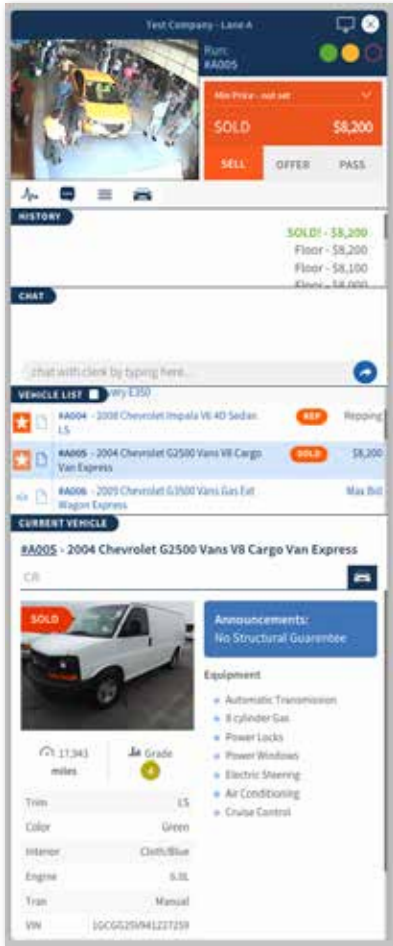 Test Company - Lane A
Run:
#A005
Min Price - not set
SOLD $8,200
SELL OFFER PASS
HISTORY
SOLD! - $8,200
Floor - $8,200
Floor - $8,100
Floor - $8,000
CHAT
chat with clerk by typing here...
VEHICLE LIST
E350
#A004 - 2008 Chevrolet Impala V6 4D Sedan REP Repping
LS
#A005 - 2004 Chevrolet G2500 Vans V8 Cargo SOLD $8,200
Van Express
#A006 - 2009 Chevrolet G3500 Vans Gas Ext Max Bid
Wagon Express
CURRENT VEHICLE
#A005 - 2004 Chevrolet G2500 Vans V8 Cargo Van Express
CR
SOLD
Announcements:
No Structural Guarentee
Equipment
Automatic Transmission
8 cylinder Gas
Power Locks
Power Windows
Electric Steering
Air Conditioning
Cruise Control
17,943 miles
Grade
4
Trim LS
Color Green
Interior Cloth/Blue
Engine 6.0L
Tran Manual
VIN